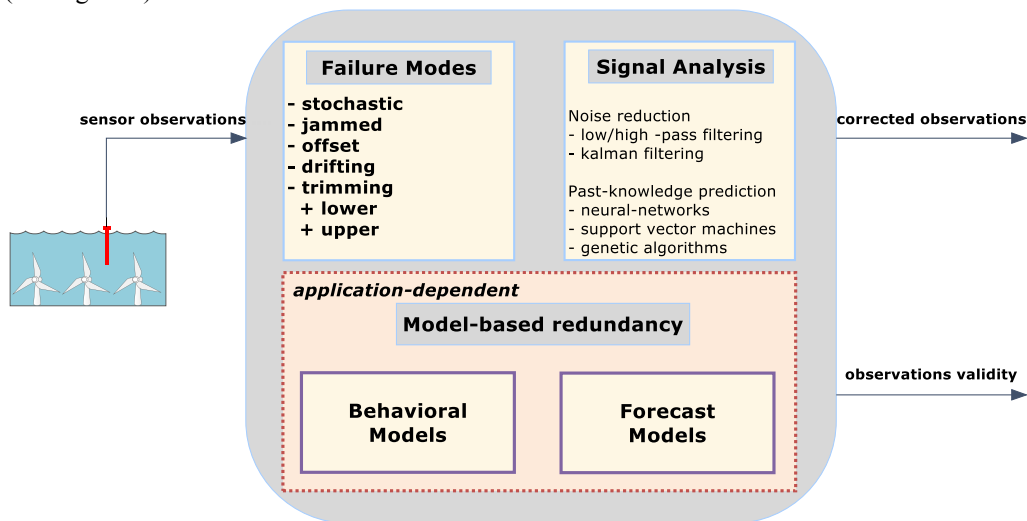 sensor observations
Failure Modes
- stochastic
- jammed
- offset
- drifting
- trimming
+ lower
+ upper
Signal Analysis
Noise reduction
- low/high -pass filtering
- kalman filtering
Past-knowledge prediction
- neural-networks
- support vector machines
- genetic algorithms
application-dependent
Model-based redundancy
Behavioral
Models
Forecast
Models
corrected observations
observations validity